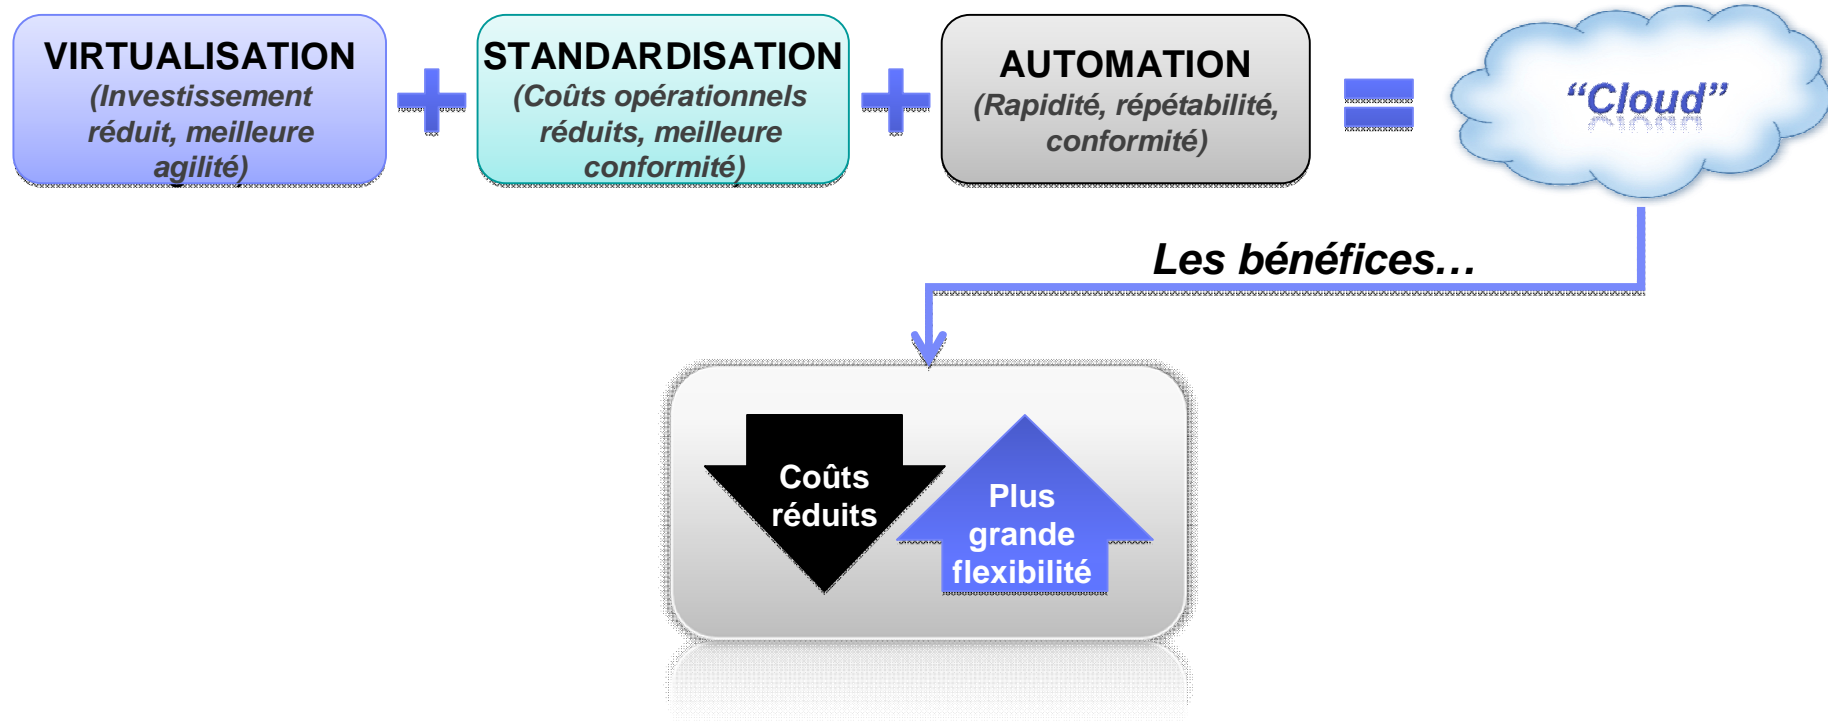 VIRTUALISATION
(Investissement
réduit, meilleure
agilité)
STANDARDISATION
(Coûts opérationnels
réduits, meilleure
conformité)
AUTOMATION
(Rapidité, répétabilité,
conformité)
“Cloud”
Les bénéfices…
Coûts
réduits
Plus
grande
flexibilité